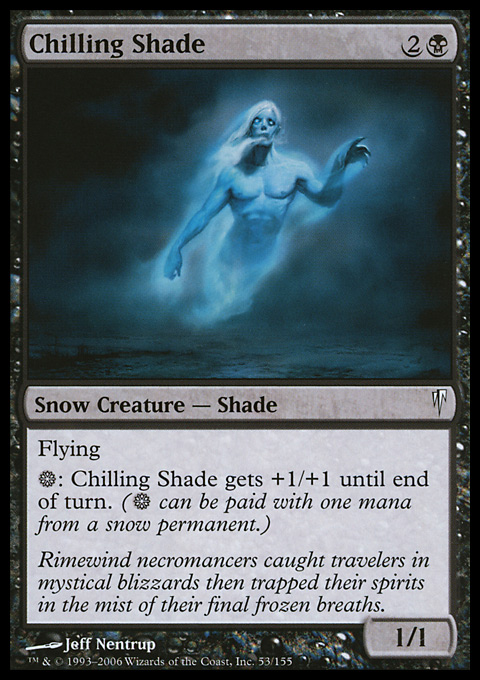 Chilling Shade 2
Snow Creature — Shade
Flying
: Chilling Shade gets +1/+1 until end
of turn. ( can be paid with one mana
from a snow permanent.)
Rimewind necromancers caught travelers in
mystical blizzards then trapped their spirits
in the mist of their final frozen breaths.
Jeff Nentrup
1/1
™ & © 1993–2006 Wizards of the Coast, Inc. 53/155